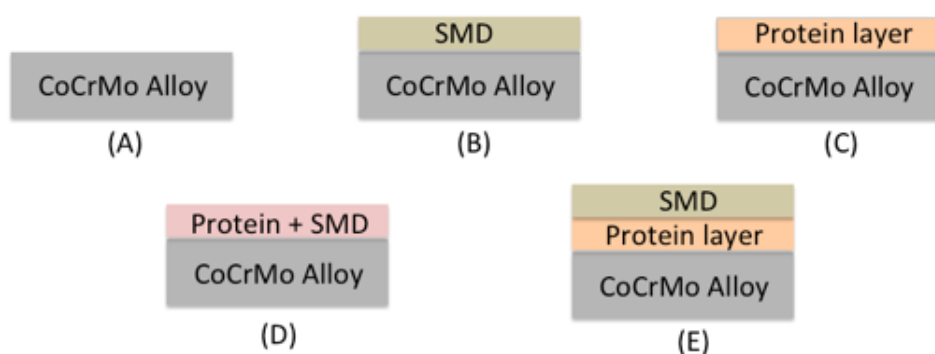 SMD
Protein layer
CoCrMo Alloy
CoCrMo Alloy
CoCrMo Alloy
(A)
(B)
(C)
SMD
Protein + SMD
Protein layer
CoCrMo Alloy
CoCrMo Alloy
(D)
(E)